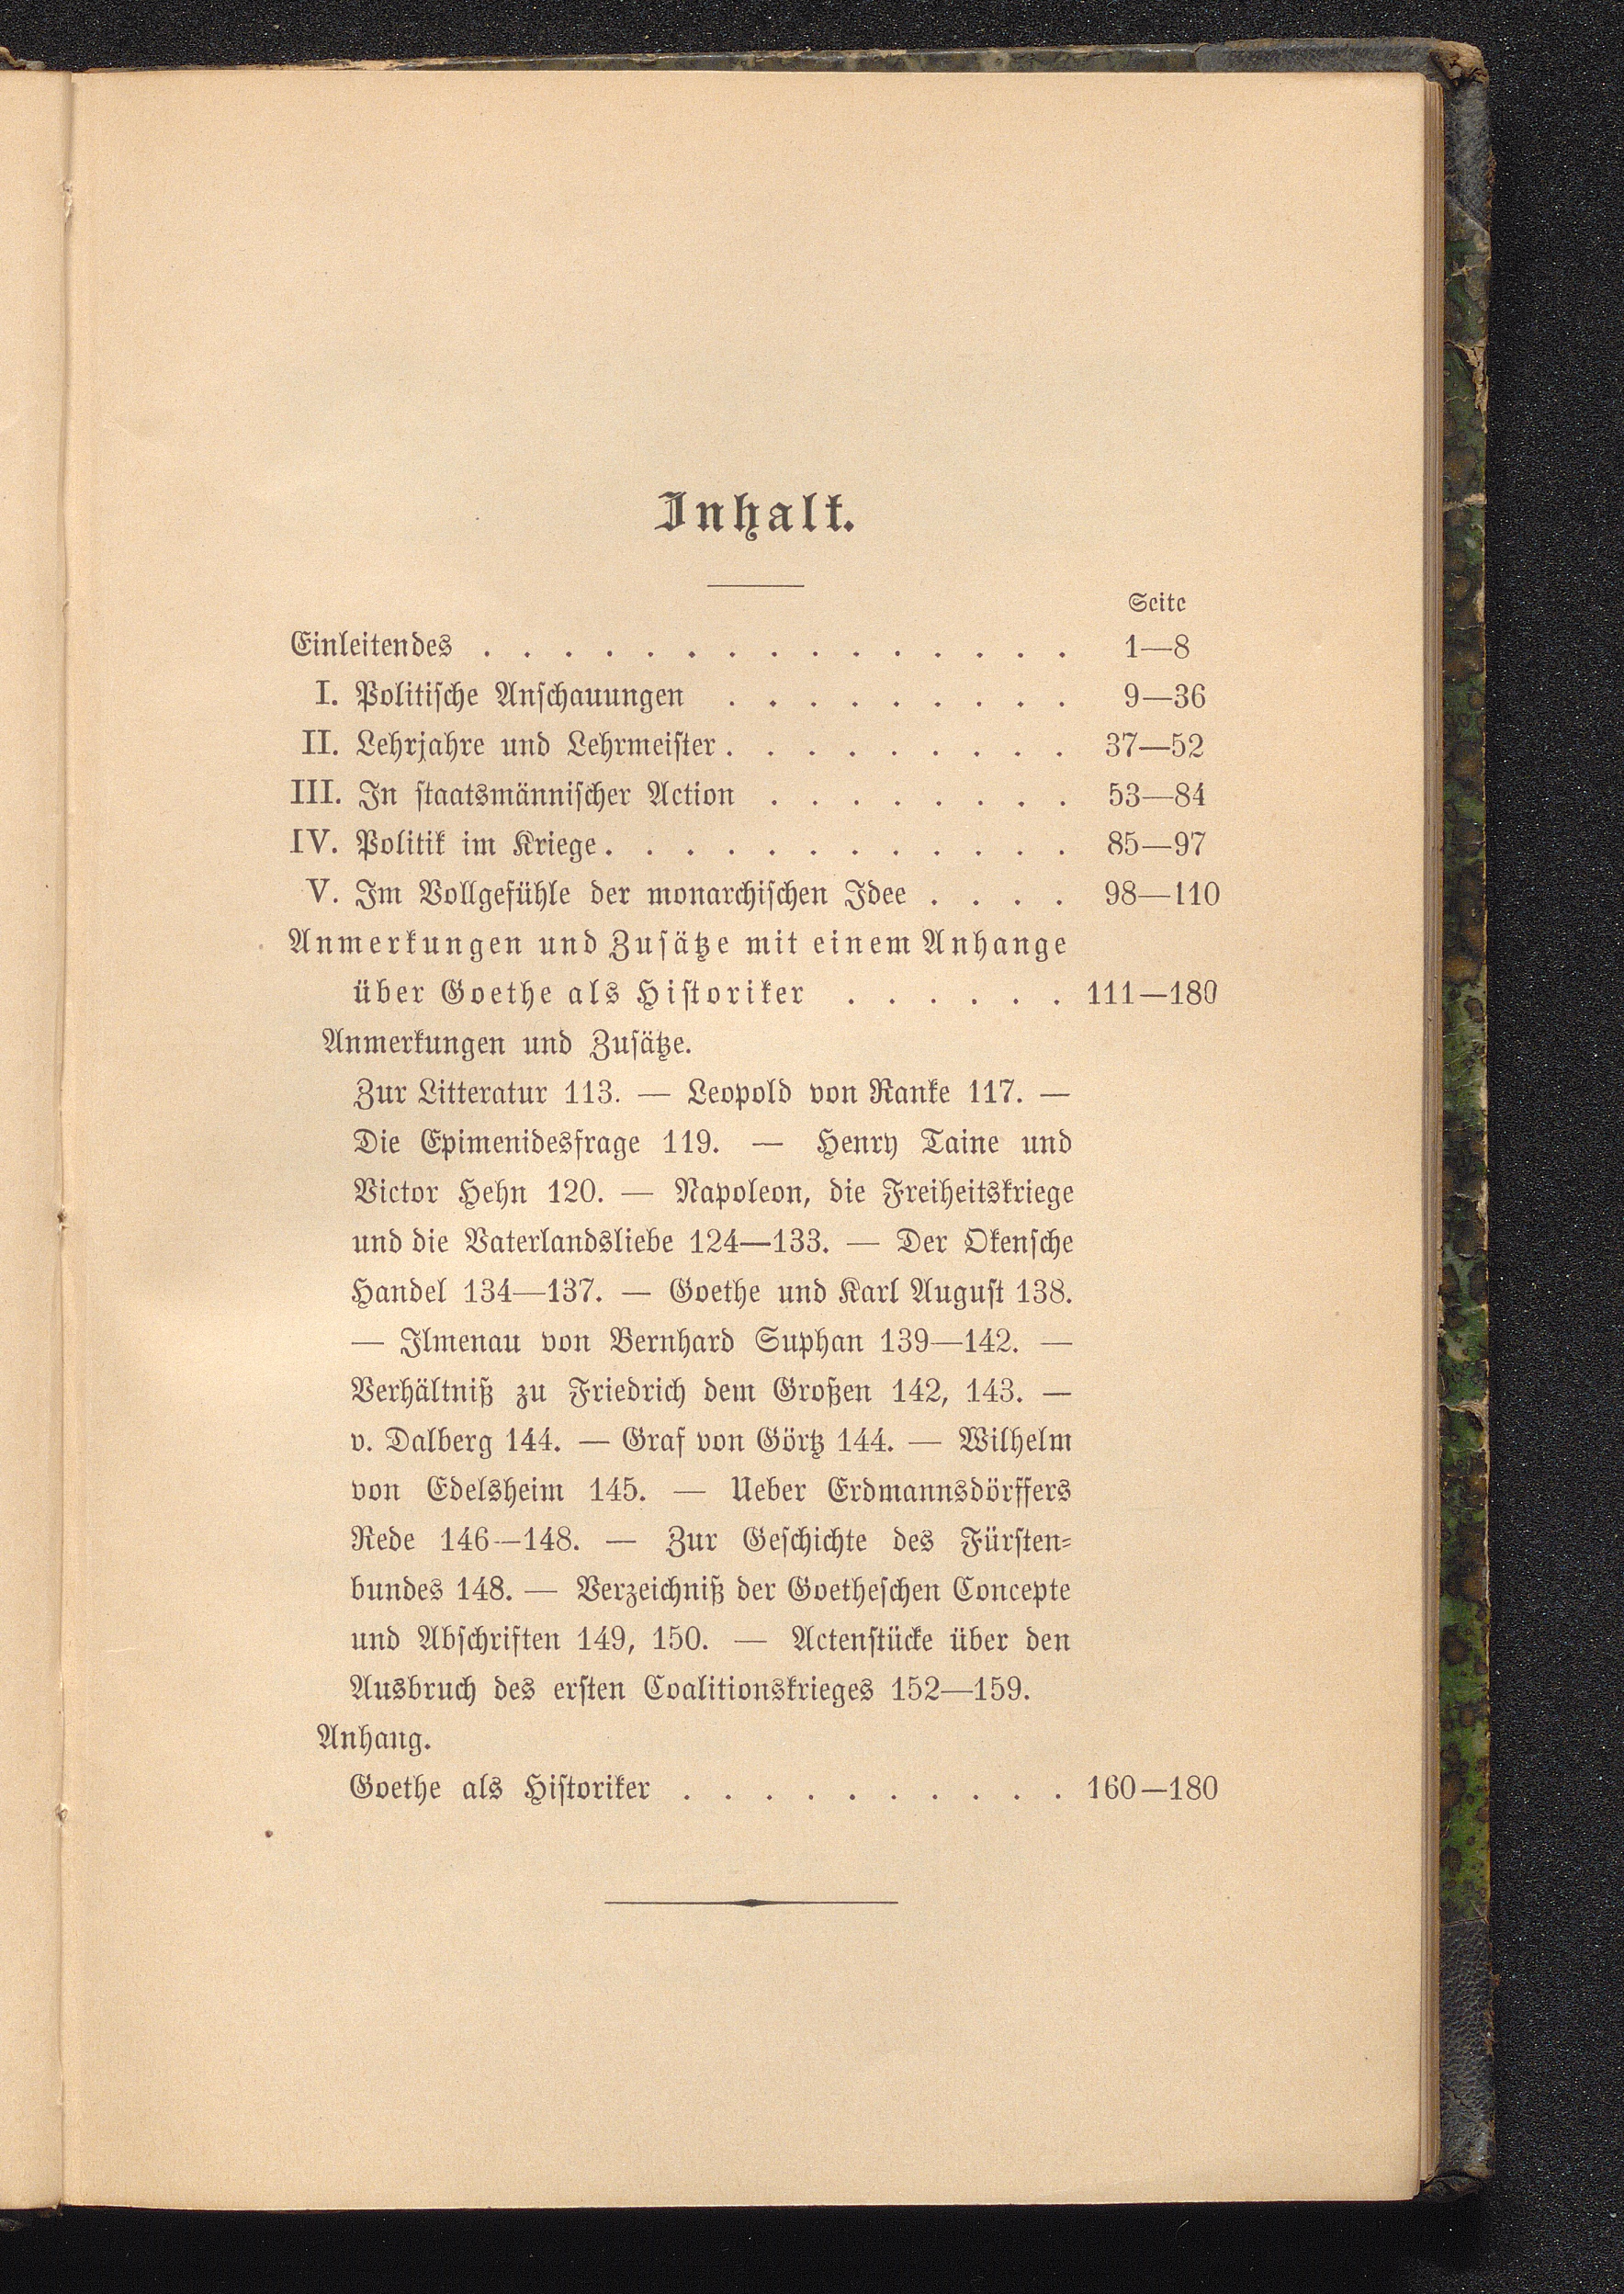 Inhalt.
Seite
Einleitendes . . . . . . . . . . . . . . . 1—8
I. Politische Anschauungen . . . . . . . . . 9—36
II. Lehrjahre und Lehrmeister . . . . . . . . . 37—52
III. In staatsmännischer Action . . . . . . . . 53—84
IV. Politik im Kriege . . . . . . . . . . . . 85—97
V. Im Vollgefühle der monarchischen Idee . . . . 98—110
Anmerkungen und Zusätze mit einem Anhange
über Goethe als Historiker . . . . . . 111—180
Anmerkungen und Zusätze.
Zur Litteratur 113. — Leopold von Ranke 117. —
Die Epimenidesfrage 119. — Henry Taine und
Victor Hehn 120. — Napoleon, die Freiheitskriege
und die Vaterlandsliebe 124—133. — Der Okensche
Handel 134—137. — Goethe und Karl August 138.
— Ilmenau von Bernhard Suphan 139—142. —
Verhältniß zu Friedrich dem Großen 142, 143. —
v. Dalberg 144. — Graf von Görtz 144. — Wilhelm
von Edelsheim 145. — Ueber Erdmannsdörffers
Rede 146—148. — Zur Geschichte des Fürsten-
bundes 148. — Verzeichniß der Goetheschen Concepte
und Abschriften 149, 150. — Actenstücke über den
Ausbruch des ersten Coalitionskrieges 152—159.
Anhang.
Goethe als Historiker . . . . . . . . . . 160—180